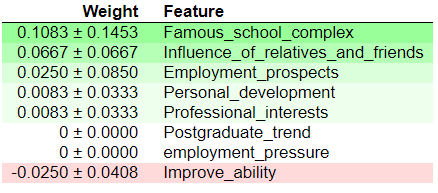 Weight Feature
0.1083 ± 0.1453 Famous_school_complex
0.0667 ± 0.0667 Influence_of_relatives_and_friends
0.0250 ± 0.0850 Employment_prospects
0.0083 ± 0.0333 Personal_development
0.0083 ± 0.0333 Professional_interests
0 ± 0.0000 Postgraduate_trend
0 ± 0.0000 employment_pressure
-0.0250 ± 0.0408 Improve_ability